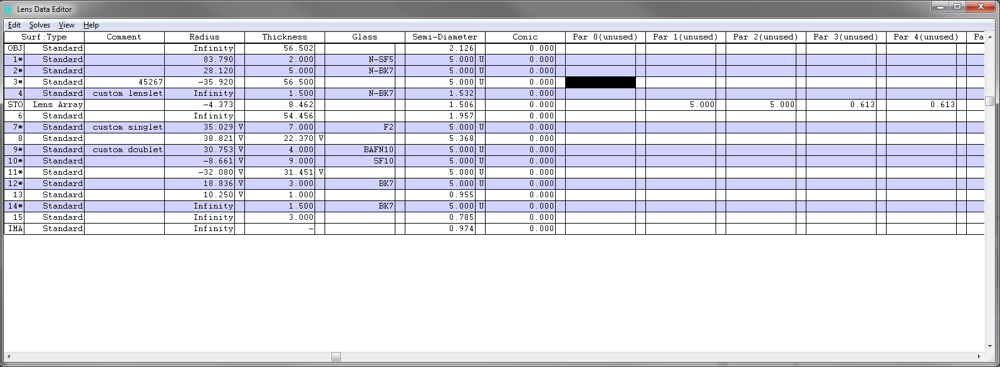 Lens Data Editor
Edit Solves View Help
Surf:Type Comment Radius Thickness Glass Semi-Diameter Conic Par 0(unused) Par 1(unused) Par 2(unused) Par 3(unused) Par 4(unused) Pa
OBJ Standard Infinity 56.502 2.126 0.000
1* Standard 83.790 2.000 N-SF5 5.000 U 0.000
2* Standard 28.120 5.000 N-BK7 5.000 U 0.000
3* Standard 45267 -35.920 56.500 5.000 U 0.000
4 Standard custom lenslet Infinity 1.500 N-BK7 1.532 0.000
STO Lens Array -4.373 8.462 1.506 0.000 5.000 5.000 0.613 0.613
6 Standard Infinity 54.456 1.957 0.000
7* Standard custom singlet 35.029 V 7.000 F2 5.000 U 0.000
8 Standard 38.821 V 22.370 V 5.368 0.000
9* Standard custom doublet 30.753 V 4.000 BAFN10 5.000 U 0.000
10* Standard -8.661 V 9.000 SF10 5.000 U 0.000
11* Standard -32.080 V 31.451 V 5.000 U 0.000
12* Standard 18.836 V 3.000 BK7 5.000 U 0.000
13 Standard 10.250 V 1.000 0.955 0.000
14* Standard Infinity 1.500 BK7 5.000 U 0.000
15 Standard Infinity 3.000 0.785 0.000
IMA Standard Infinity - 0.974 0.000